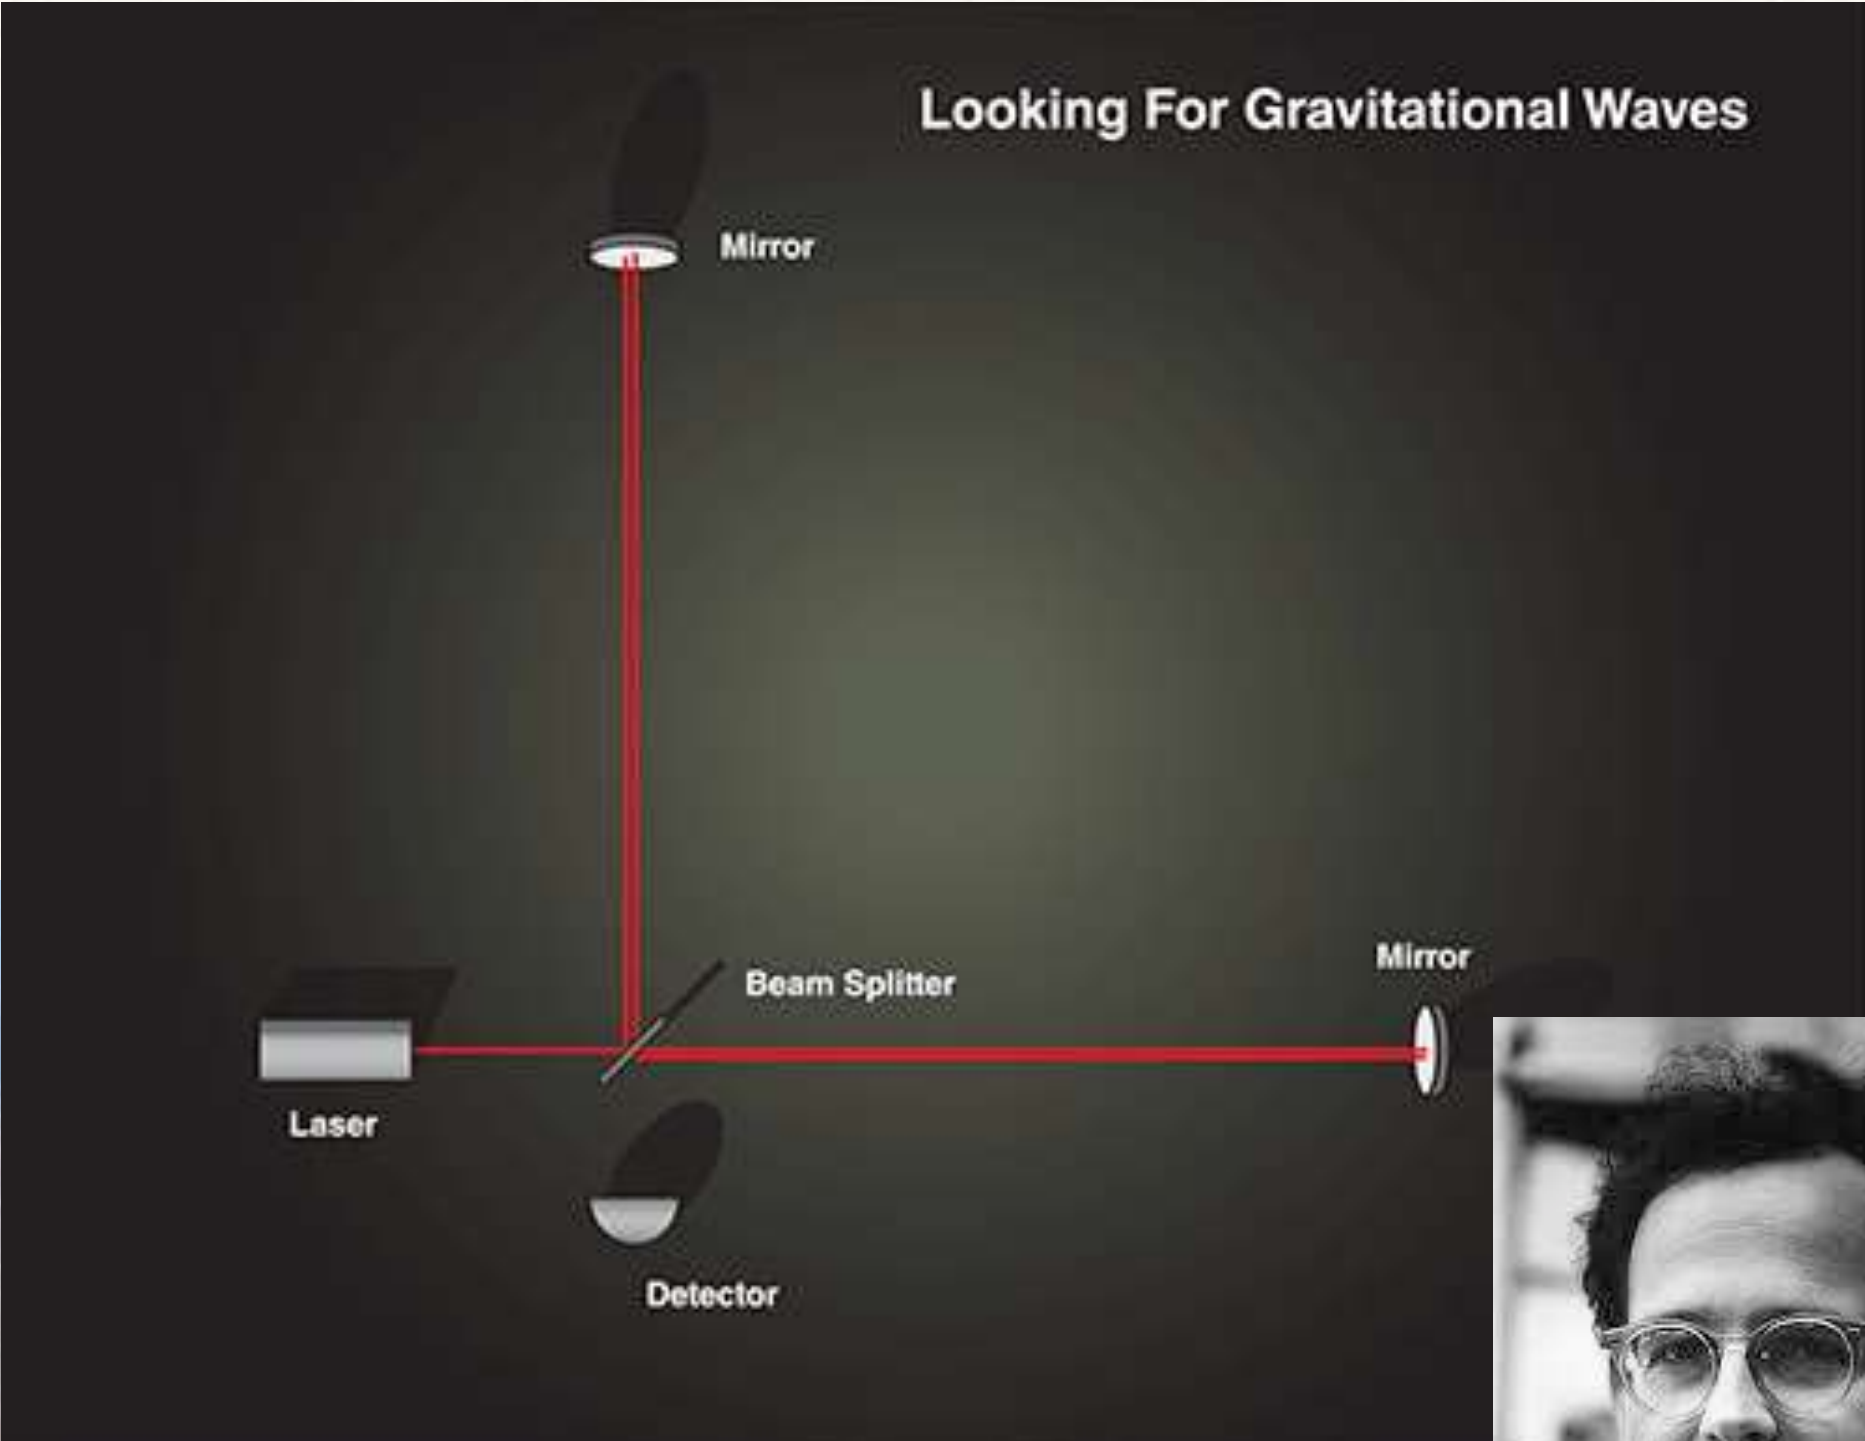 Looking For Gravitational Waves
Mirror
Mirror
Beam Splitter
Laser
Detector